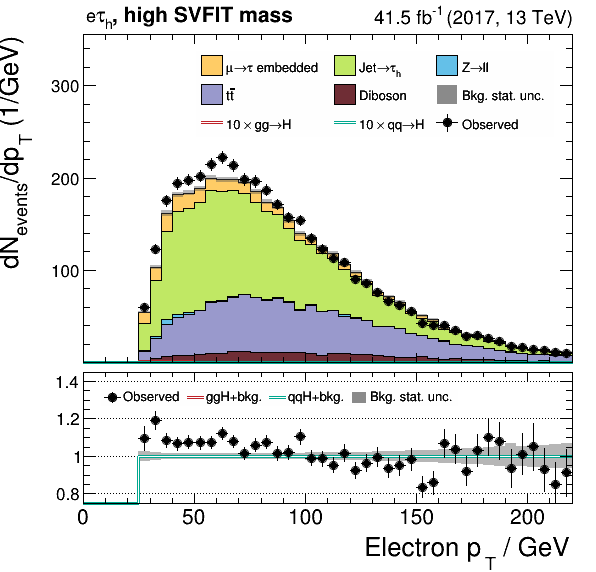 eτh, high SVFIT mass 41.5 fb-1 (2017, 13 TeV)
dNevents/dpT (1/GeV)
300
200
100
μ→τ embedded Jet→τh Z→ll
tt̄ Diboson Bkg. stat. unc.
10 × gg→H 10 × qq→H Observed
1.4
1.2
1
0.8
Observed ggH+bkg. qqH+bkg. Bkg. stat. unc.
0 50 100 150 200
Electron pT / GeV